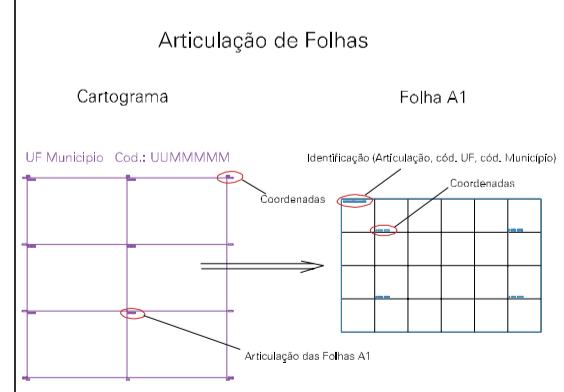 Articulação de Folhas
Cartograma
Folha A1
UF Municipio Cod.: UUMMMMM
Identificação (Articulação, cód. UF, cód. Município)
Coordenadas
Coordenadas
Articulação das Folhas A1